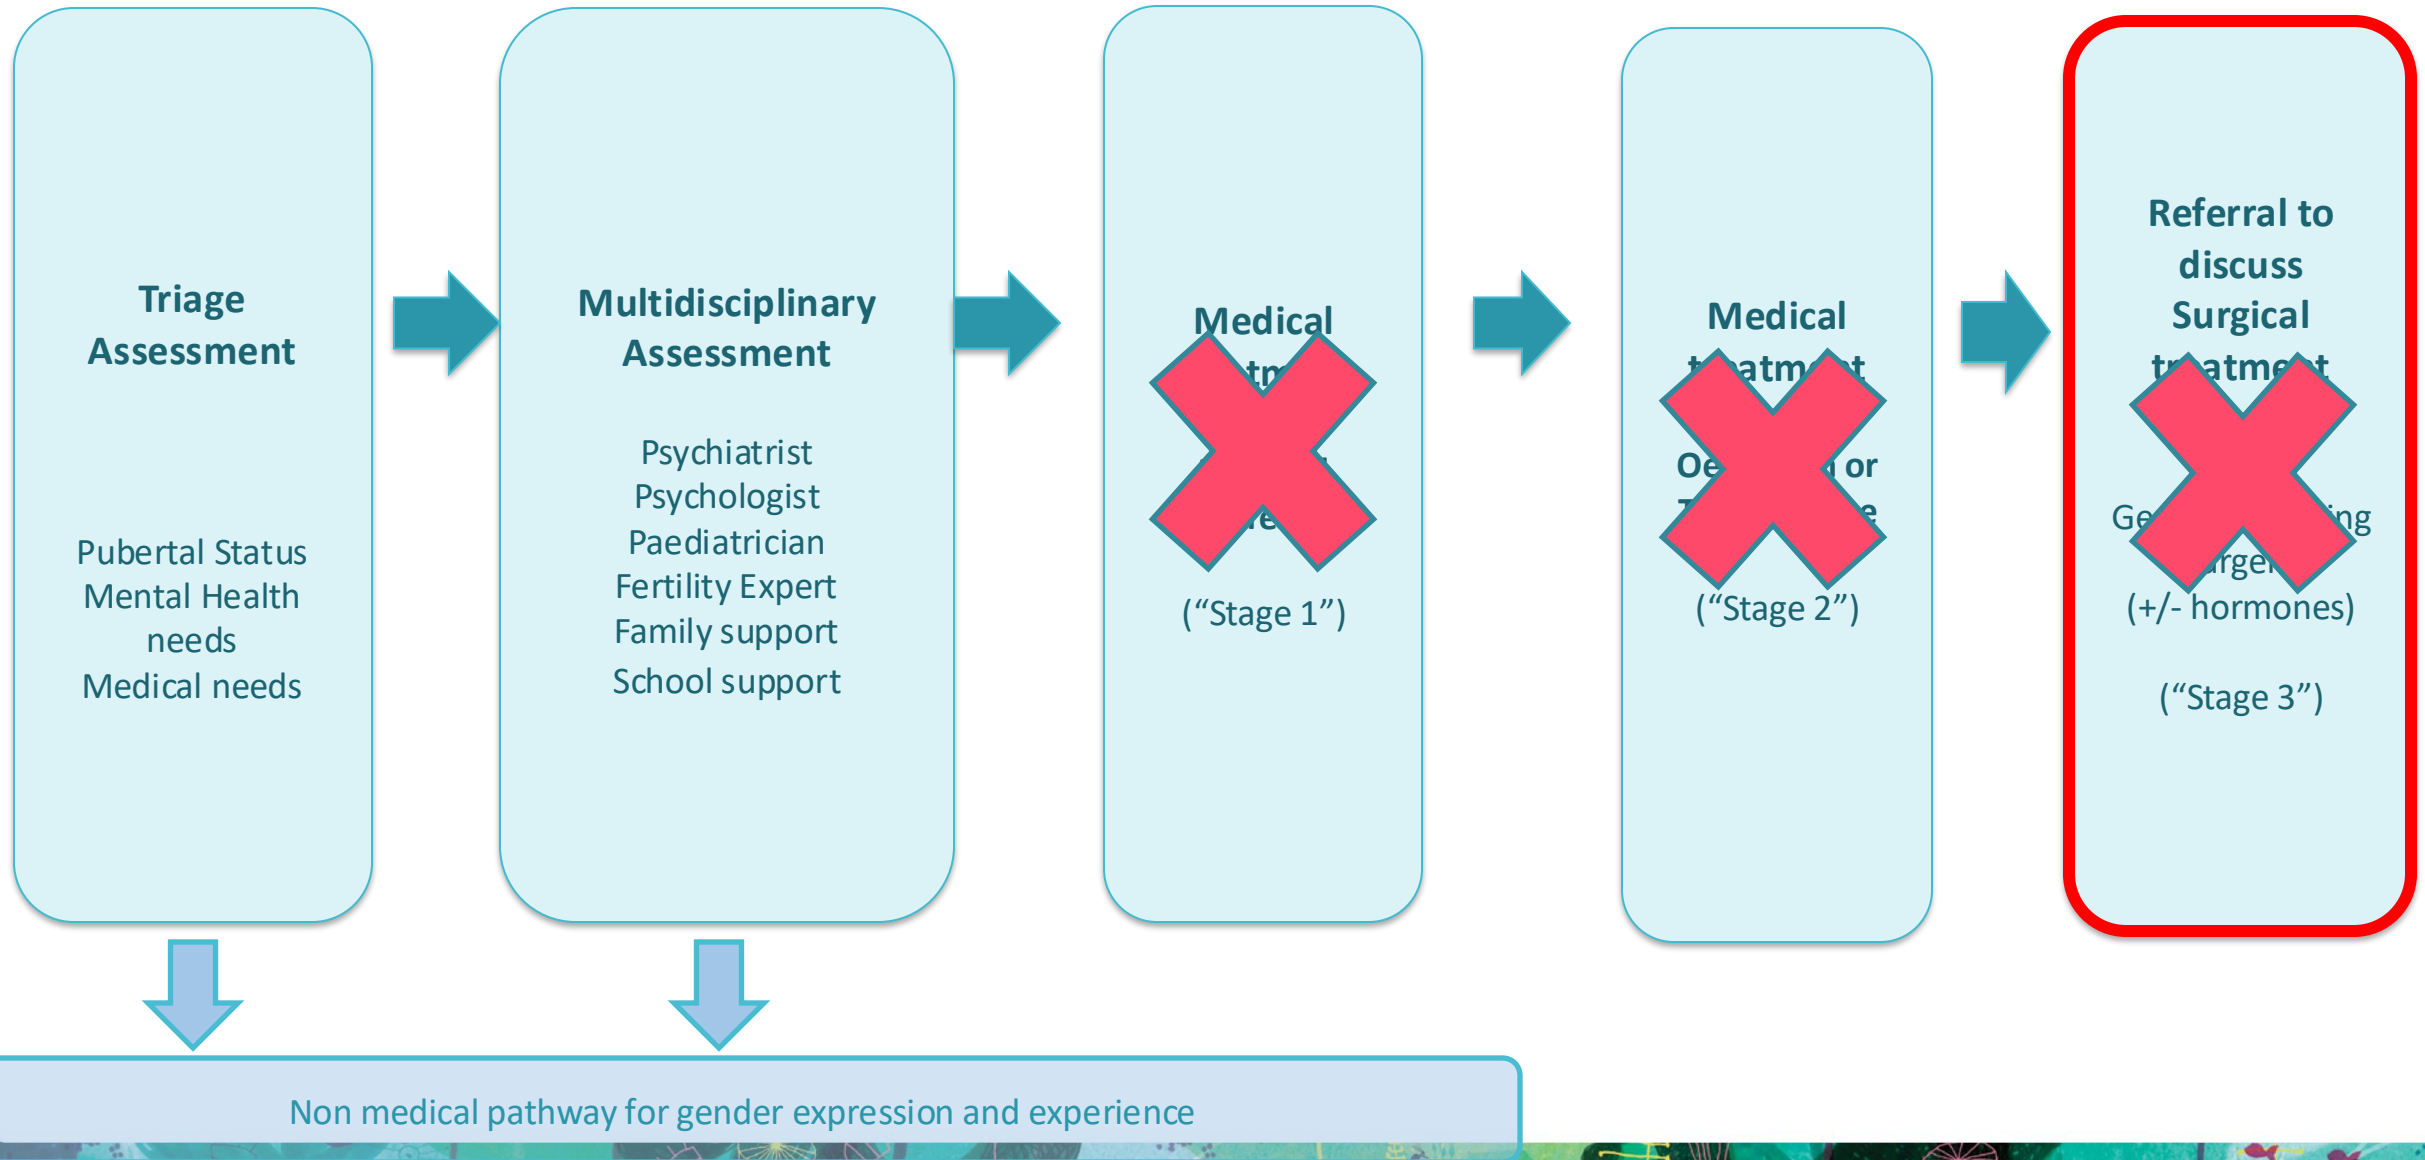 Triage
Assessment
Pubertal Status
Mental Health
needs
Medical needs
Multidisciplinary
Assessment
Psychiatrist
Psychologist
Paediatrician
Fertility Expert
Family support
School support
Medical
(“Stage 1”)
Medical
treatment
or
(“Stage 2”)
Referral to
discuss
Surgical
treatment
(+/- hormones)
(“Stage 3”)
Non medical pathway for gender expression and experience